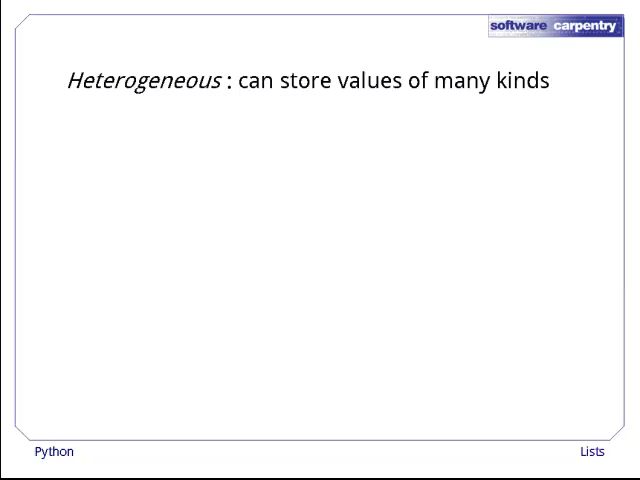 software carpentry
Heterogeneous : can store values of many kinds
Python
Lists